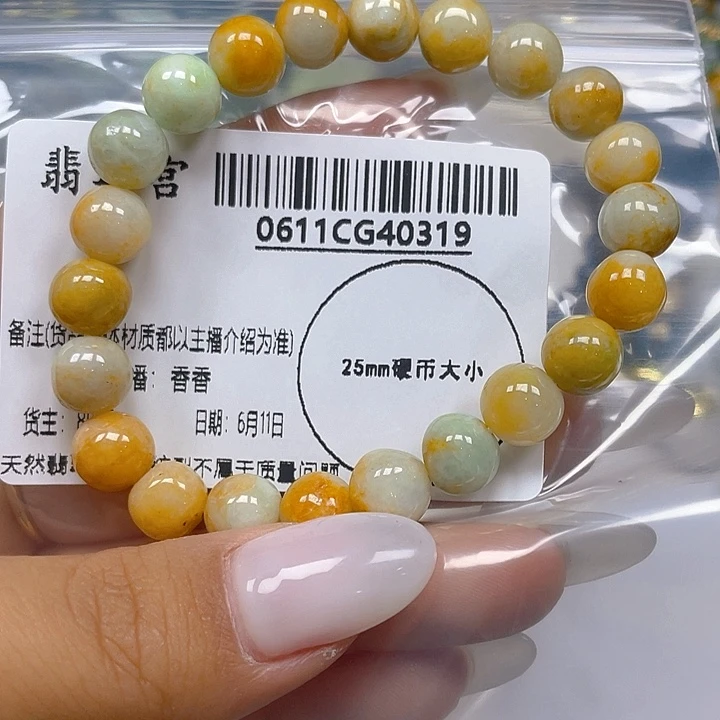 翡 宫
0611CG40319
备注(货 材质都以主播介绍为准)
25mm硬币大小
播：香香
货主： 日期：6月11日
天然翡 不属于质量问题